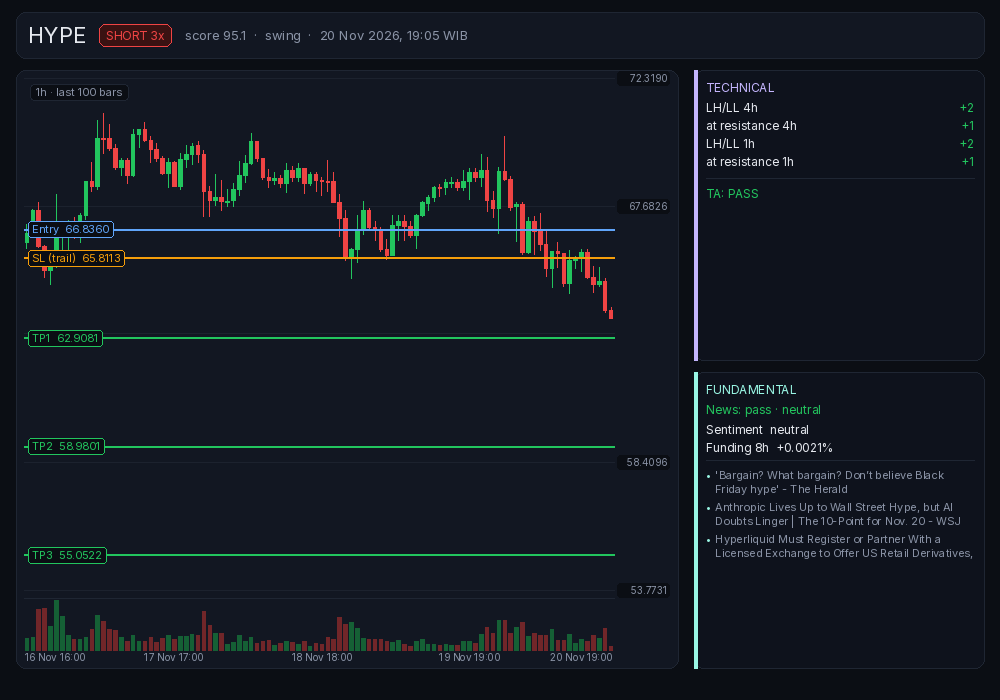 HYPE SHORT 3x score 95.1 · swing · 20 Nov 2026, 19:05 WIB
1h · last 100 bars
72.3190
67.6826
Entry 66.8360
SL (trail) 65.8113
TP1 62.9081
TP2 58.9801
58.4096
TP3 55.0522
53.7731
16 Nov 16:00 17 Nov 17:00 18 Nov 18:00 19 Nov 19:00 20 Nov 19:00
TECHNICAL
LH/LL 4h +2
at resistance 4h +1
LH/LL 1h +2
at resistance 1h +1
TA: PASS
FUNDAMENTAL
News: pass · neutral
Sentiment neutral
Funding 8h +0.0021%
• 'Bargain? What bargain? Don't believe Black
Friday hype' - The Herald
• Anthropic Lives Up to Wall Street Hype, but AI
Doubts Linger | The 10-Point for Nov. 20 - WSJ
• Hyperliquid Must Register or Partner With a
Licensed Exchange to Offer US Retail Derivatives,